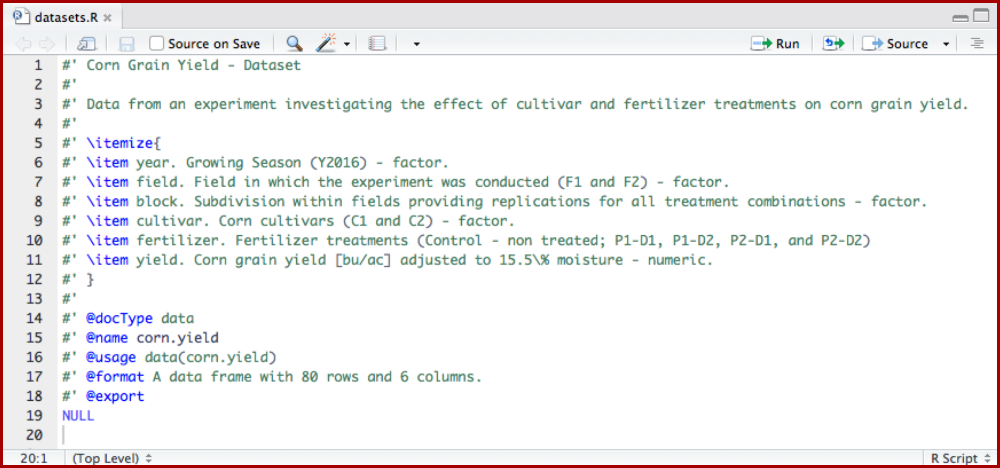 datasets.R
Source on Save Run Source
1 #' Corn Grain Yield - Dataset
2 #'
3 #' Data from an experiment investigating the effect of cultivar and fertilizer treatments on corn grain yield.
4 #'
5 #' \itemize{
6 #' \item year. Growing Season (Y2016) - factor.
7 #' \item field. Field in which the experiment was conducted (F1 and F2) - factor.
8 #' \item block. Subdivision within fields providing replications for all treatment combinations - factor.
9 #' \item cultivar. Corn cultivars (C1 and C2) - factor.
10 #' \item fertilizer. Fertilizer treatments (Control - non treated; P1-D1, P1-D2, P2-D1, and P2-D2)
11 #' \item yield. Corn grain yield [bu/ac] adjusted to 15.5\% moisture - numeric.
12 #' }
13 #'
14 #' @docType data
15 #' @name corn.yield
16 #' @usage data(corn.yield)
17 #' @format A data frame with 80 rows and 6 columns.
18 #' @export
19 NULL
20
20:1 (Top Level) R Script